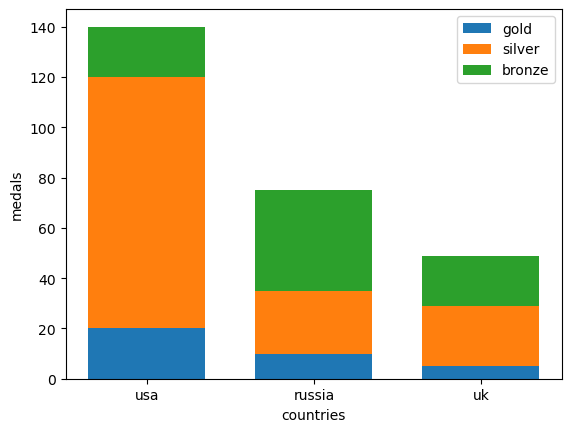 140
120
100
80
60
40
20
0
medals
gold
silver
bronze
usa russia uk
countries